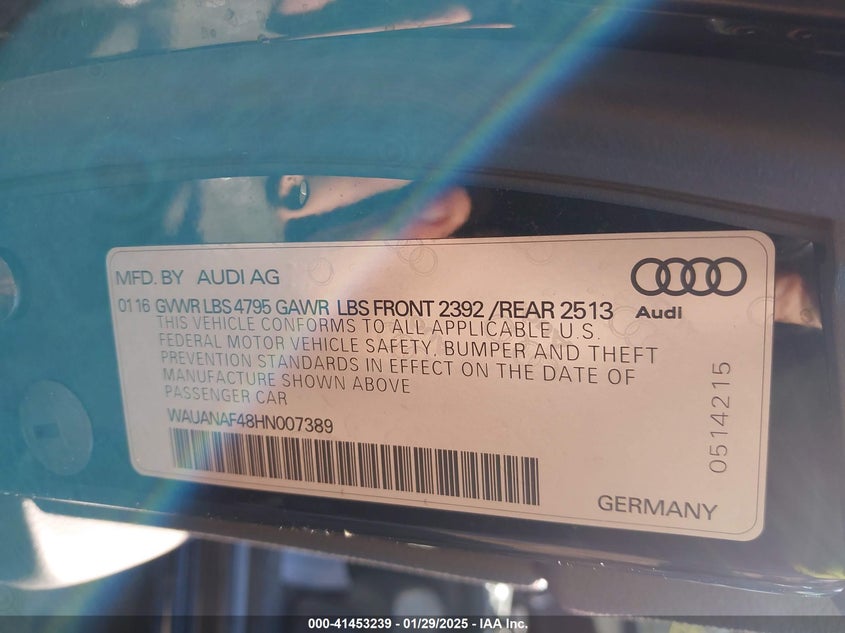 MFD. BY AUDI AG
01 16 GVWR LBS 4795 GAWR LBS FRONT 2392 /REAR 2513
Audi
THIS VEHICLE CONFORMS TO ALL APPLICABLE U.S.
FEDERAL MOTOR VEHICLE SAFETY, BUMPER AND THEFT
PREVENTION STANDARDS IN EFFECT ON THE DATE OF
MANUFACTURE SHOWN ABOVE
PASSENGER CAR
WAUANAF48HN007389
0514215
GERMANY
000-41453239 - 01/29/2025 - IAA Inc.